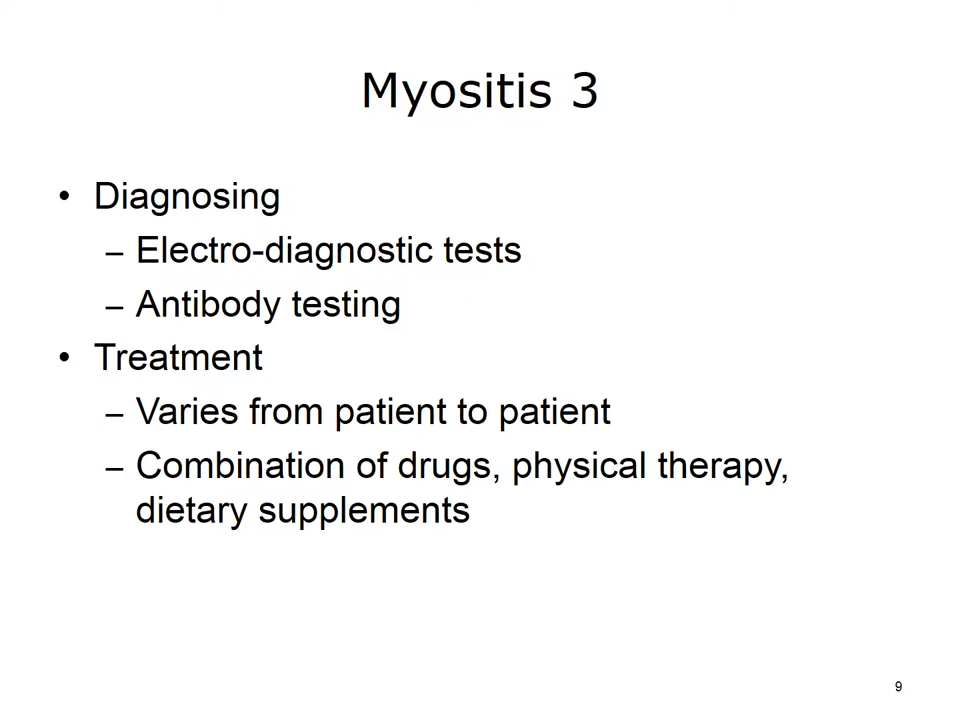 Myositis 3
• Diagnosing
– Electro-diagnostic tests
– Antibody testing
• Treatment
– Varies from patient to patient
– Combination of drugs, physical therapy,
dietary supplements
9